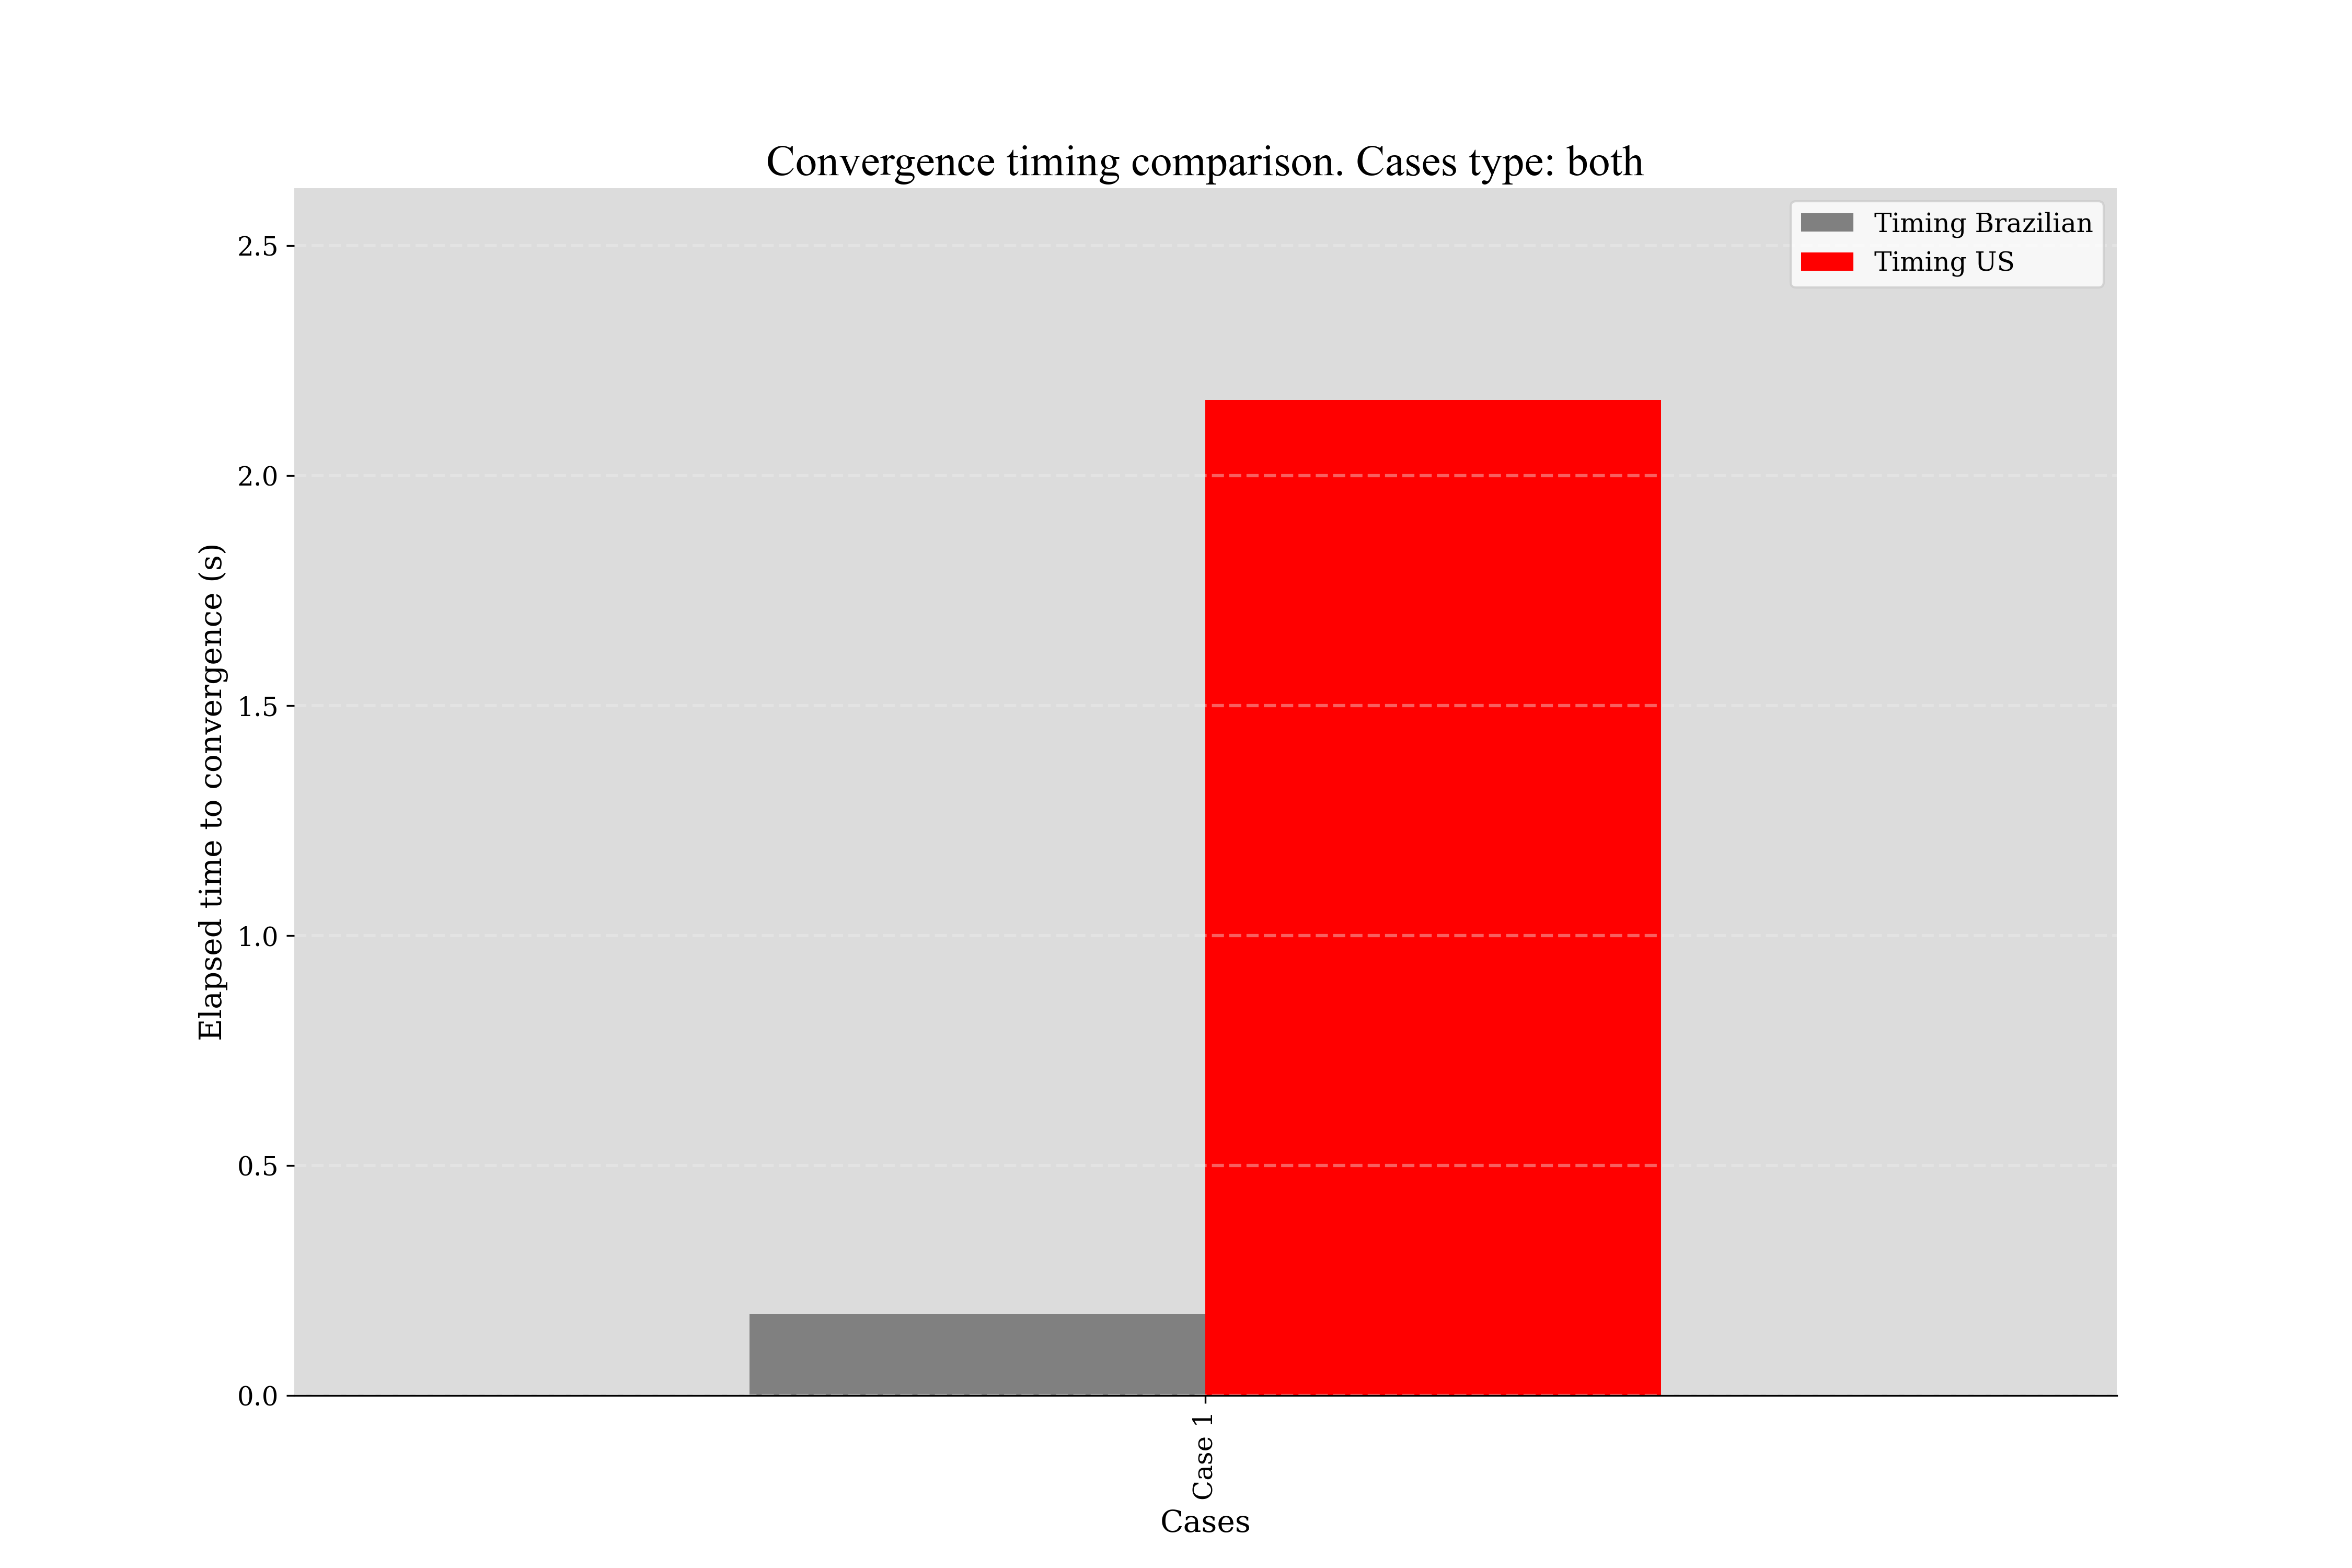 Convergence timing comparison. Cases type: both
Timing Brazilian
Timing US
2.5
2.0
1.5
1.0
0.5
0.0
Elapsed time to convergence (s)
Case 1
Cases